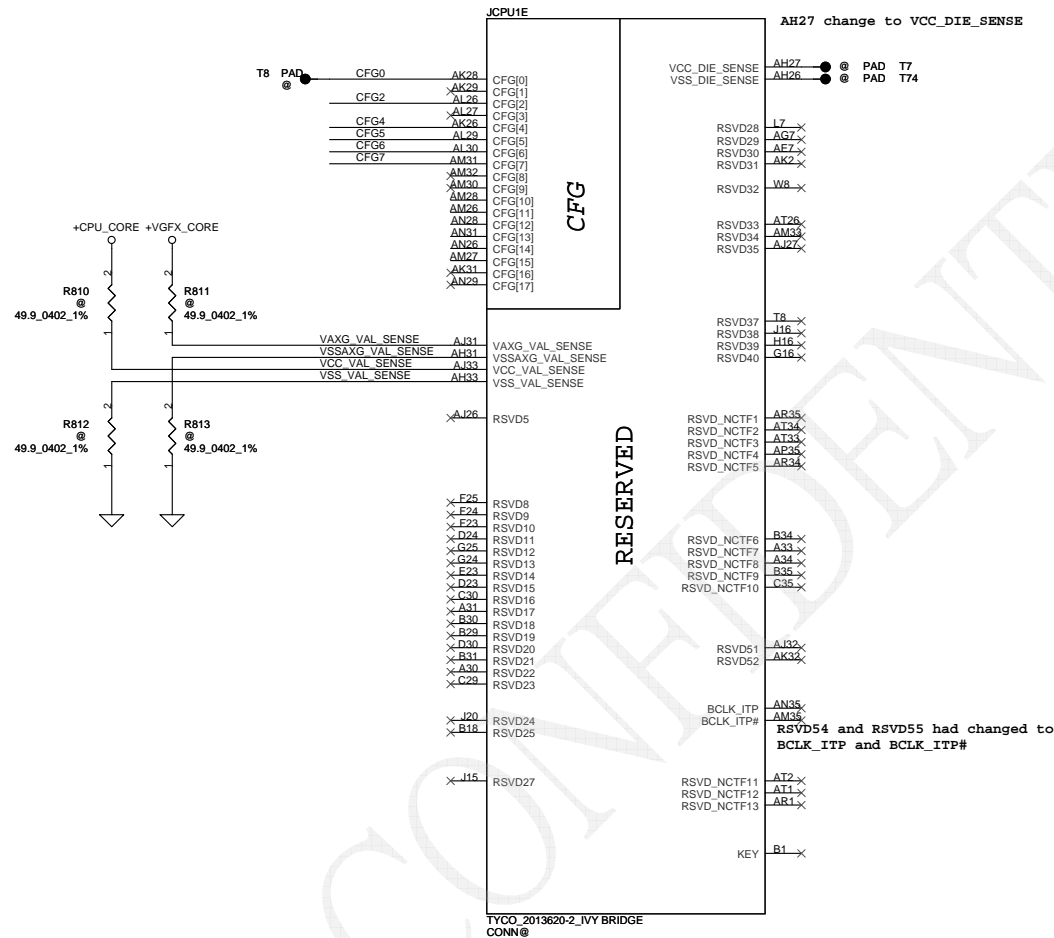 JCPU1E
AH27 change to VCC_DIE_SENSE
T8 PAD
@
CFG0 AK28 CFG[0]
AK29 CFG[1]
CFG2 AL26 CFG[2]
AL27 CFG[3]
CFG4 AK26 CFG[4]
CFG5 AL29 CFG[5]
CFG6 AL30 CFG[6]
CFG7 AM31 CFG[7]
AM32 CFG[8]
AM30 CFG[9]
AM28 CFG[10]
AM26 CFG[11]
AN28 CFG[12]
AN31 CFG[13]
AN26 CFG[14]
AM27 CFG[15]
AK31 CFG[16]
AN29 CFG[17]
CFG
+CPU_CORE +VGFX_CORE
2 2
R810
@
49.9_0402_1%
R811
@
49.9_0402_1%
1 1
VAXG_VAL_SENSE AJ31 VAXG_VAL_SENSE
VSSAXG_VAL_SENSE AH31 VSSAXG_VAL_SENSE
VCC_VAL_SENSE AJ33 VCC_VAL_SENSE
VSS_VAL_SENSE AH33 VSS_VAL_SENSE
2 2
R812
@
49.9_0402_1%
R813
@
49.9_0402_1%
1 1
AJ26 RSVD5
F25 RSVD8
F24 RSVD9
F23 RSVD10
D24 RSVD11
G25 RSVD12
G24 RSVD13
E23 RSVD14
D23 RSVD15
C30 RSVD16
A31 RSVD17
B30 RSVD18
B29 RSVD19
D30 RSVD20
B31 RSVD21
A30 RSVD22
C29 RSVD23
J20 RSVD24
B18 RSVD25
J15 RSVD27
RESERVED
VCC_DIE_SENSE AH27 @ PAD T7
VSS_DIE_SENSE AH26 @ PAD T74
RSVD28 L7
RSVD29 AG7
RSVD30 AE7
RSVD31 AK2
RSVD32 W8
RSVD33 AT26
RSVD34 AM33
RSVD35 AJ27
RSVD37 T8
RSVD38 J16
RSVD39 H16
RSVD40 G16
RSVD_NCTF1 AR35
RSVD_NCTF2 AT34
RSVD_NCTF3 AT33
RSVD_NCTF4 AP35
RSVD_NCTF5 AR34
RSVD_NCTF6 B34
RSVD_NCTF7 A33
RSVD_NCTF8 A34
RSVD_NCTF9 B35
RSVD_NCTF10 C35
RSVD51 AJ32
RSVD52 AK32
BCLK_ITP AN35
BCLK_ITP# AM35
RSVD54 and RSVD55 had changed to
BCLK_ITP and BCLK_ITP#
RSVD_NCTF11 AT2
RSVD_NCTF12 AT1
RSVD_NCTF13 AR1
KEY B1
TYCO_2013620-2_IVY BRIDGE
CONN@